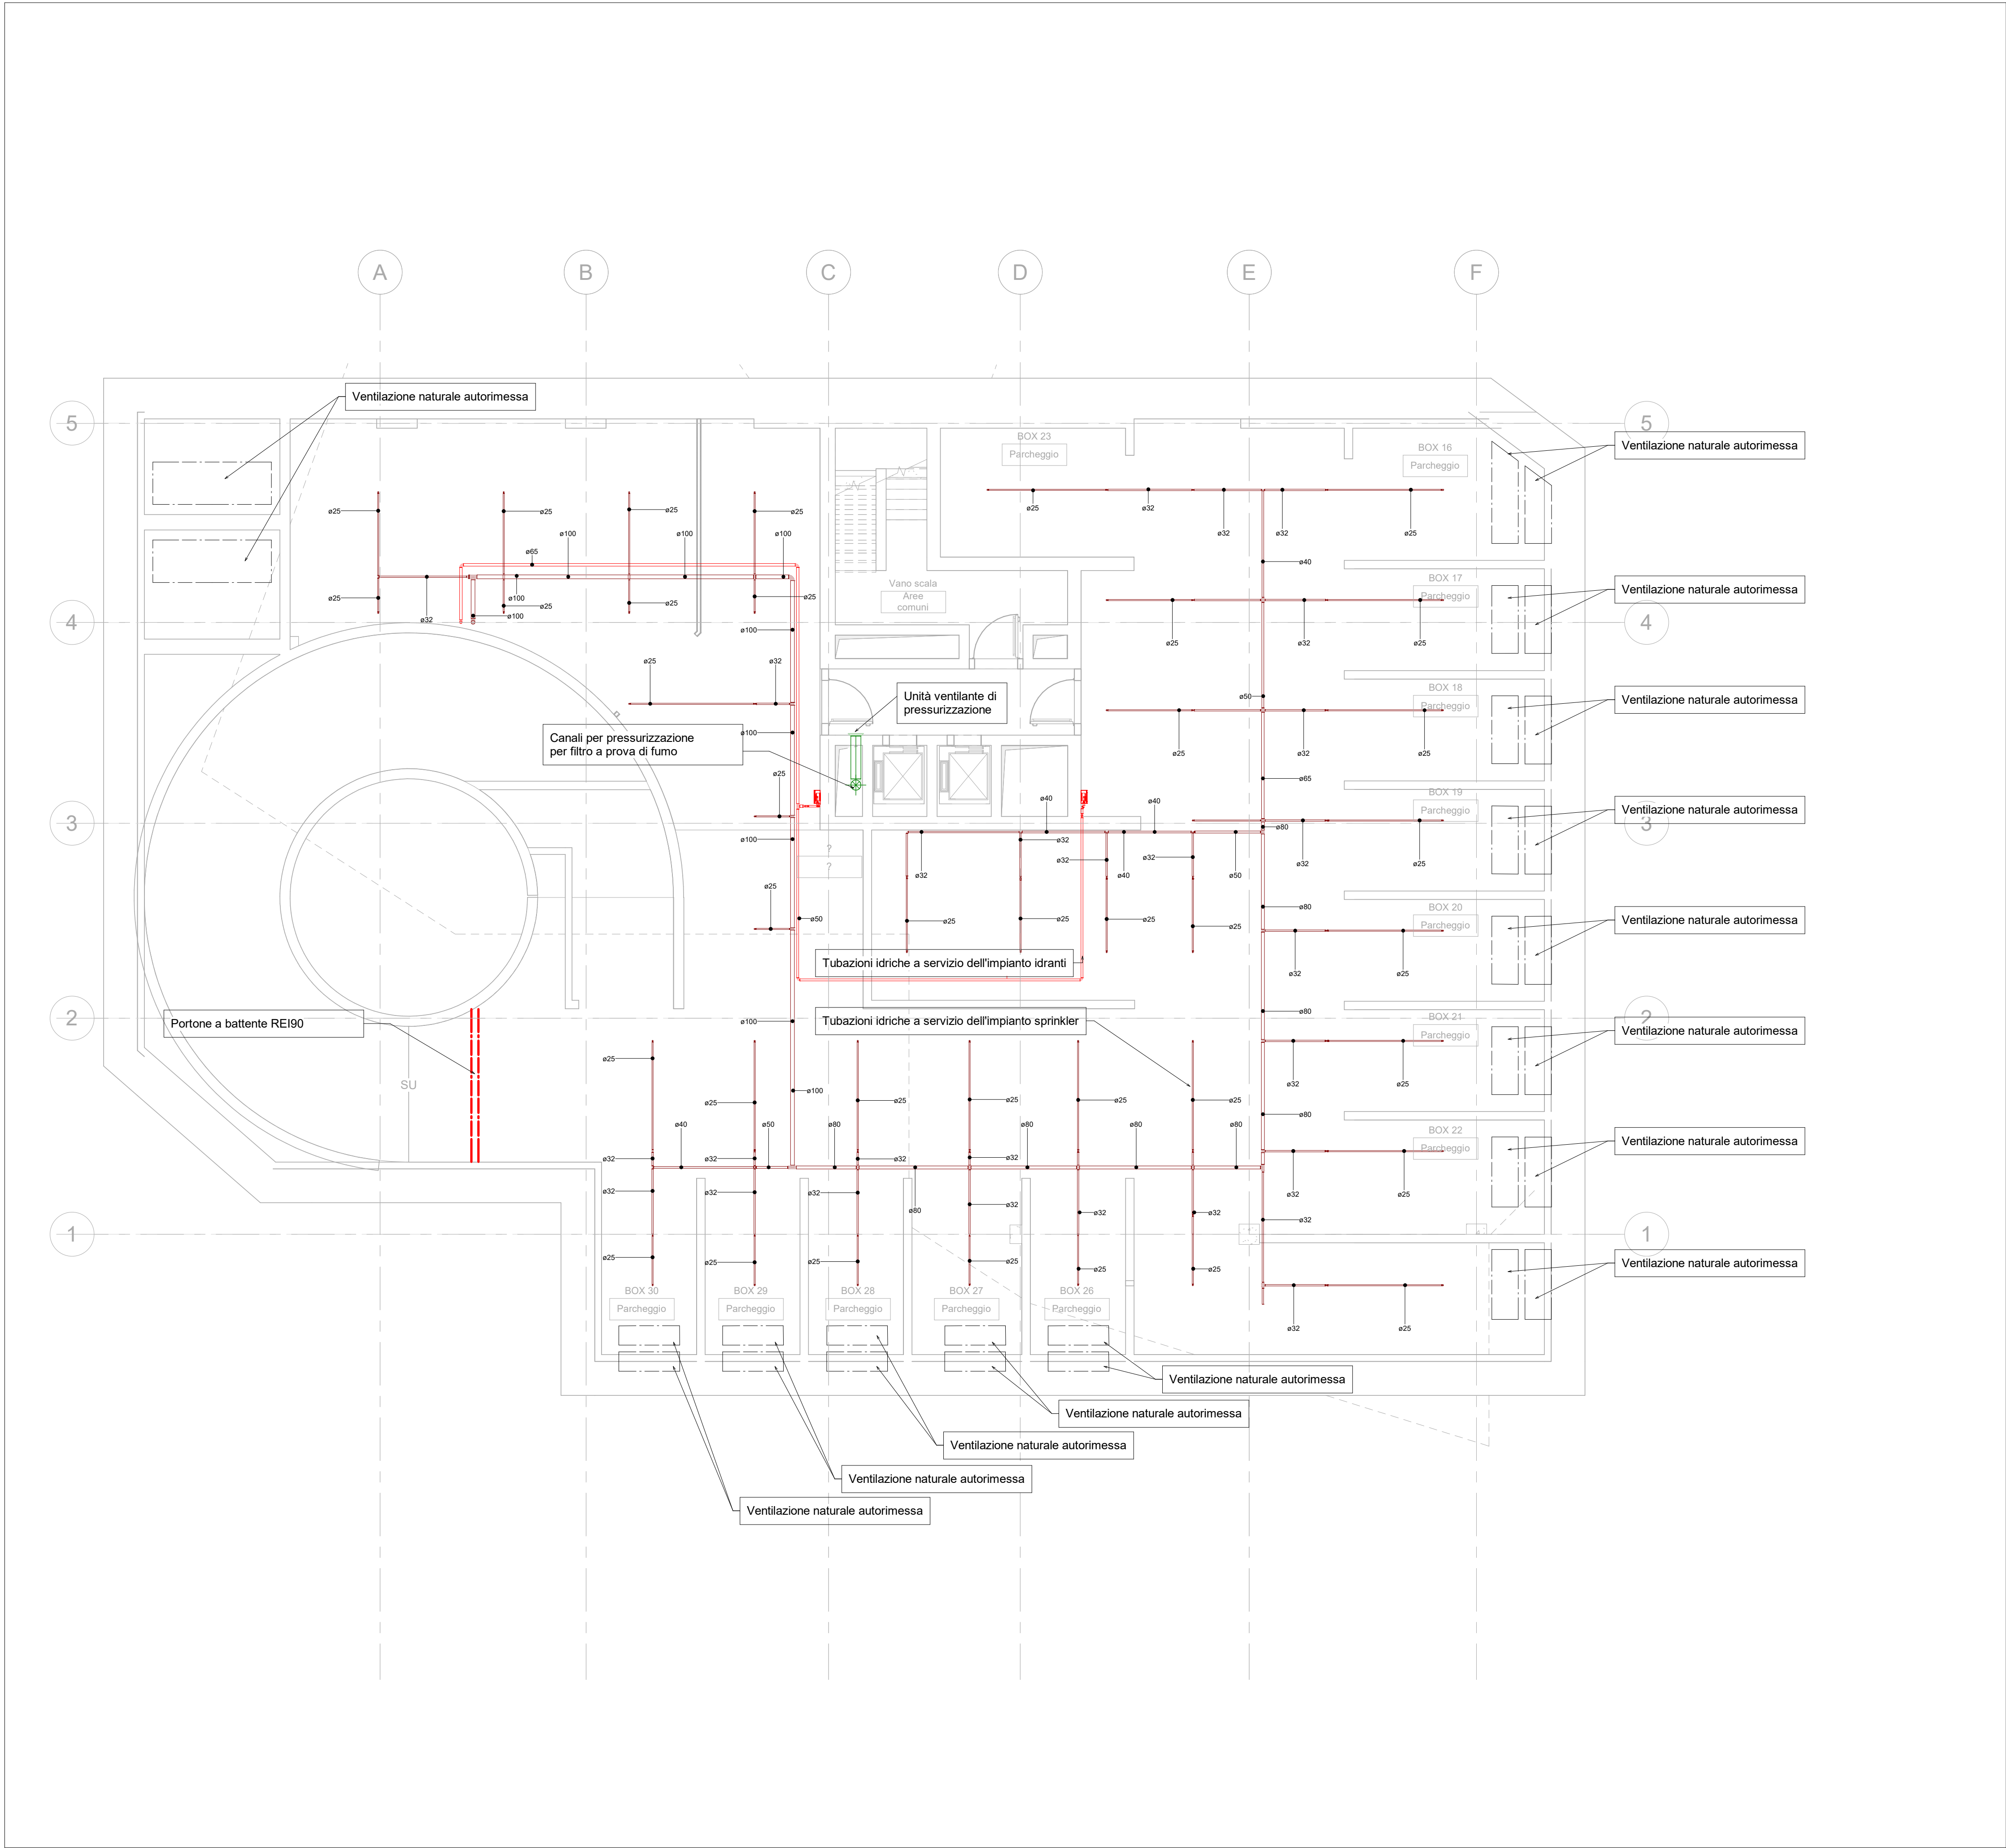 A
B
C
D
E
F
5
5
Ventilazione naturale autorimessa
BOX 23
Parcheggio
BOX 16
Parcheggio
Ventilazione naturale autorimessa
ø25
ø25
ø25
ø25
ø25
ø32
ø32
ø32
ø25
ø65
ø100
ø100
ø100
ø40
ø100
ø25
ø25
ø25
ø25
ø100
ø32
Vano scala
Aree
comuni
BOX 17
Parcheggio
Ventilazione naturale autorimessa
4
4
ø100
ø25
ø32
ø25
ø25
ø32
BOX 18
Parcheggio
Ventilazione naturale autorimessa
ø50
Unità ventilante di
pressurizzazione
Canali per pressurizzazione
per filtro a prova di fumo
ø100
ø25
ø32
ø25
ø25
ø65
BOX 19
Parcheggio
Ventilazione naturale autorimessa
ø40
ø40
3
3
ø80
ø100
ø32
ø32
ø32
?
?
ø32
ø40
ø50
ø32
ø25
ø25
ø80
BOX 20
Parcheggio
Ventilazione naturale autorimessa
ø50
ø25
ø25
ø25
ø25
Tubazioni idriche a servizio dell'impianto idranti
ø32
ø25
2
2
Portone a battente REI90
ø100
Tubazioni idriche a servizio dell'impianto sprinkler
ø80
BOX 21
Parcheggio
Ventilazione naturale autorimessa
ø25
SU
ø100
ø32
ø25
ø25
ø25
ø25
ø25
ø25
ø80
ø40
ø50
ø80
ø80
ø80
ø80
BOX 22
Parcheggio
Ventilazione naturale autorimessa
ø32
ø32
ø32
ø32
ø32
ø32
ø32
ø32
ø25
ø80
ø32
ø32
ø32
ø32
1
1
ø25
ø25
ø25
ø25
ø25
ø25
Ventilazione naturale autorimessa
BOX 30
Parcheggio
BOX 29
Parcheggio
BOX 28
Parcheggio
BOX 27
Parcheggio
BOX 26
Parcheggio
ø32
ø25
Ventilazione naturale autorimessa
Ventilazione naturale autorimessa
Ventilazione naturale autorimessa
Ventilazione naturale autorimessa
Ventilazione naturale autorimessa